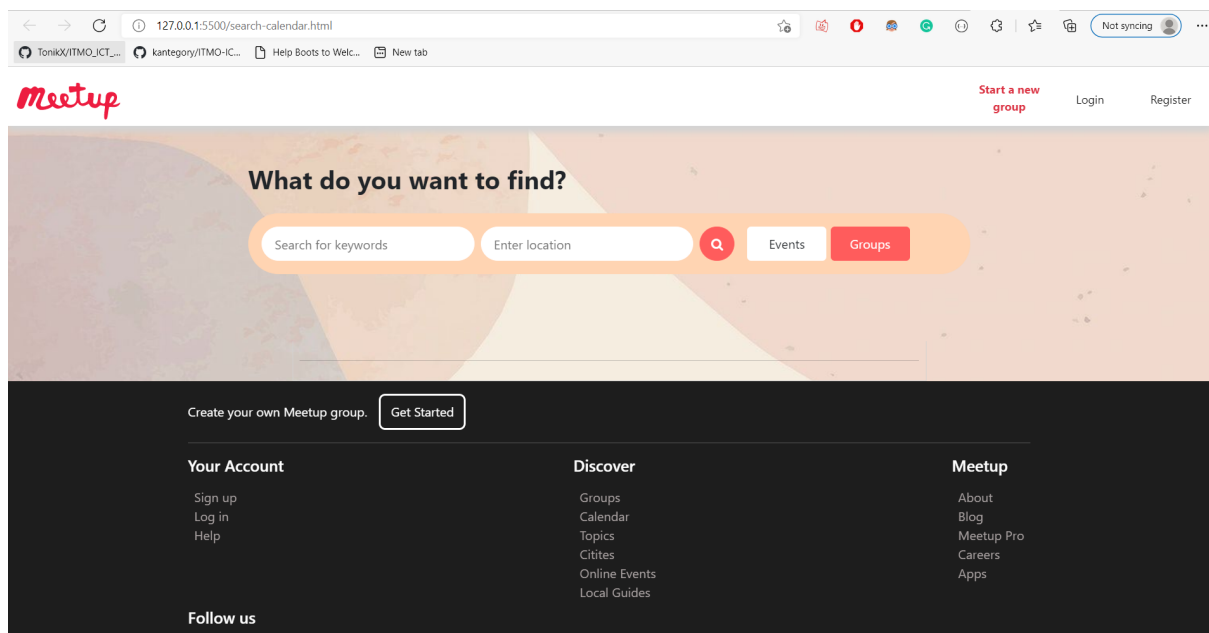 127.0.0.1:5500/search-calendar.html
Not syncing
TonikX/ITMO_ICT_...
kantegory/ITMO-IC...
Help Boots to Welc...
New tab
Meetup
Start a new
group
Login
Register
What do you want to find?
Search for keywords
Enter location
Events
Groups
Create your own Meetup group.
Get Started
Your Account
Sign up
Log in
Help
Discover
Groups
Calendar
Topics
Citites
Online Events
Local Guides
Meetup
About
Blog
Meetup Pro
Careers
Apps
Follow us